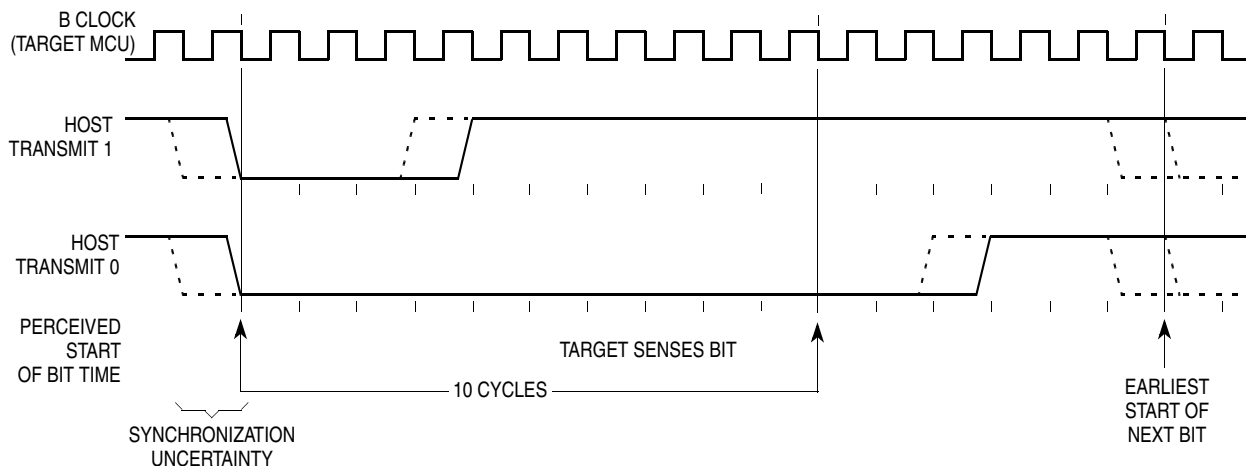 B CLOCK
(TARGET MCU)
HOST
TRANSMIT 1
HOST
TRANSMIT 0
PERCEIVED
START
OF BIT TIME
TARGET SENSES BIT
10 CYCLES
SYNCHRONIZATION
UNCERTAINTY
EARLIEST
START OF
NEXT BIT